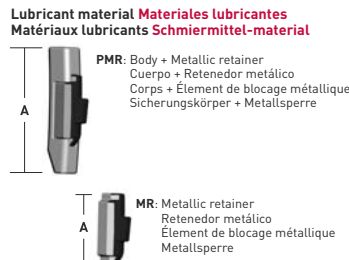 Lubricant material Materiales lubricantes
Matériaux lubricants Schmiermittel-material
PMR: Body + Metallic retainer
Cuerpo + Retenedor metálico
Corps + Élement de blocage métallique
Sicherungskörper + Metallsperre
A
MR: Metallic retainer
Retenedor metálico
Élement de blocage métallique
Metallsperre
A